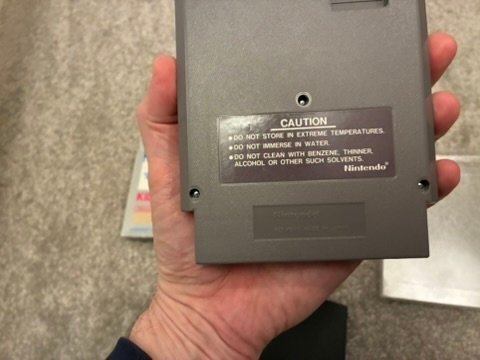 CAUTION
●DO NOT STORE IN EXTREME TEMPERATURES.
●DO NOT IMMERSE IN WATER.
●DO NOT CLEAN WITH BENZENE, THINNER,
ALCOHOL OR OTHER SUCH SOLVENTS.
Nintendo®
Nintendo®